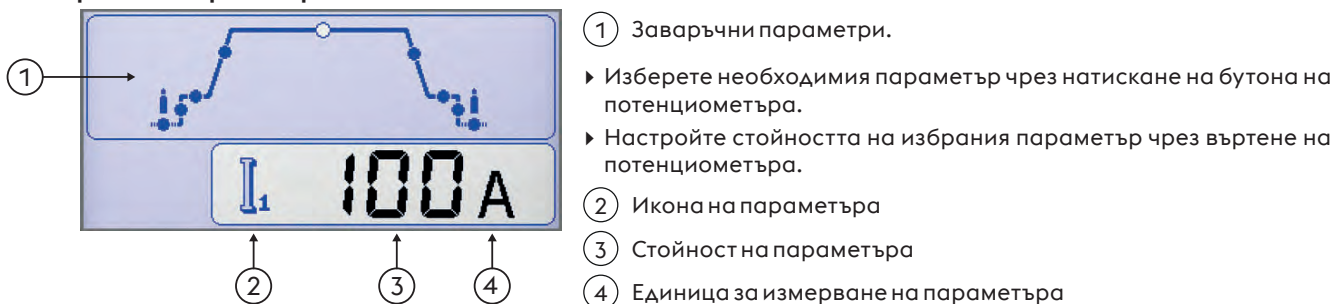 1
1 Заваръчни параметри.
Изберете необходимия параметър чрез натискане на бутона на
потенциометъра.
Настройте стойността на избрания параметър чрез въртене на
потенциометъра.
I1 100 A
2 3 4
2 Икона на параметъра
3 Стойност на параметъра
4 Единица за измерване на параметъра